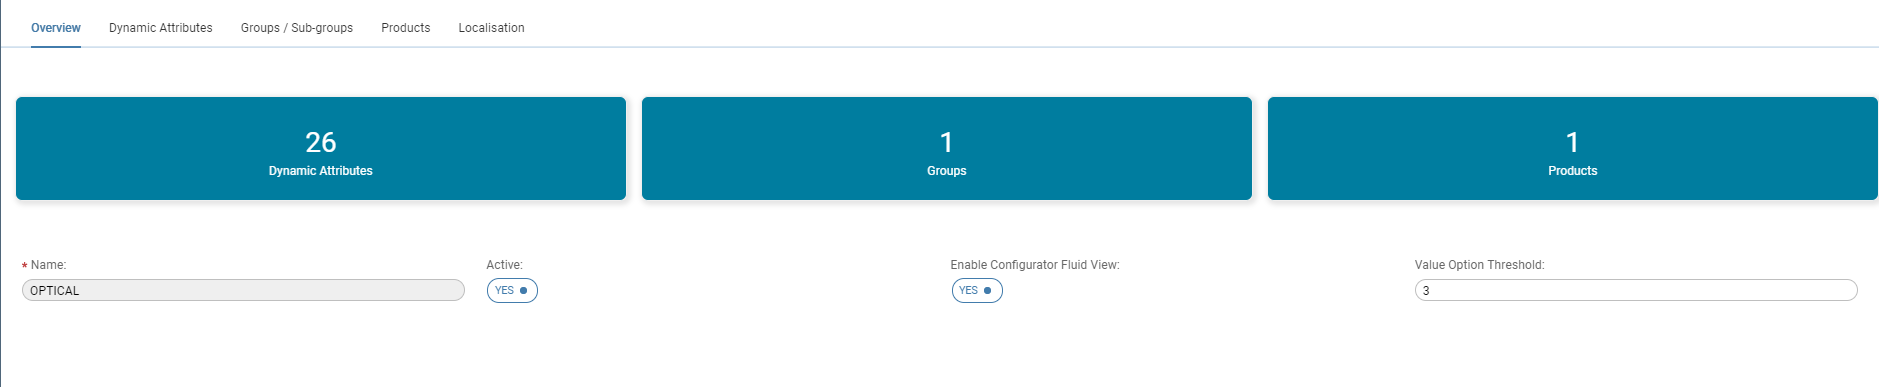 Overview Dynamic Attributes Groups / Sub-groups Products Localisation
26 1 1
Dynamic Attributes Groups Products
* Name: Active: Enable Configurator Fluid View: Value Option Threshold:
OPTICAL YES YES 3